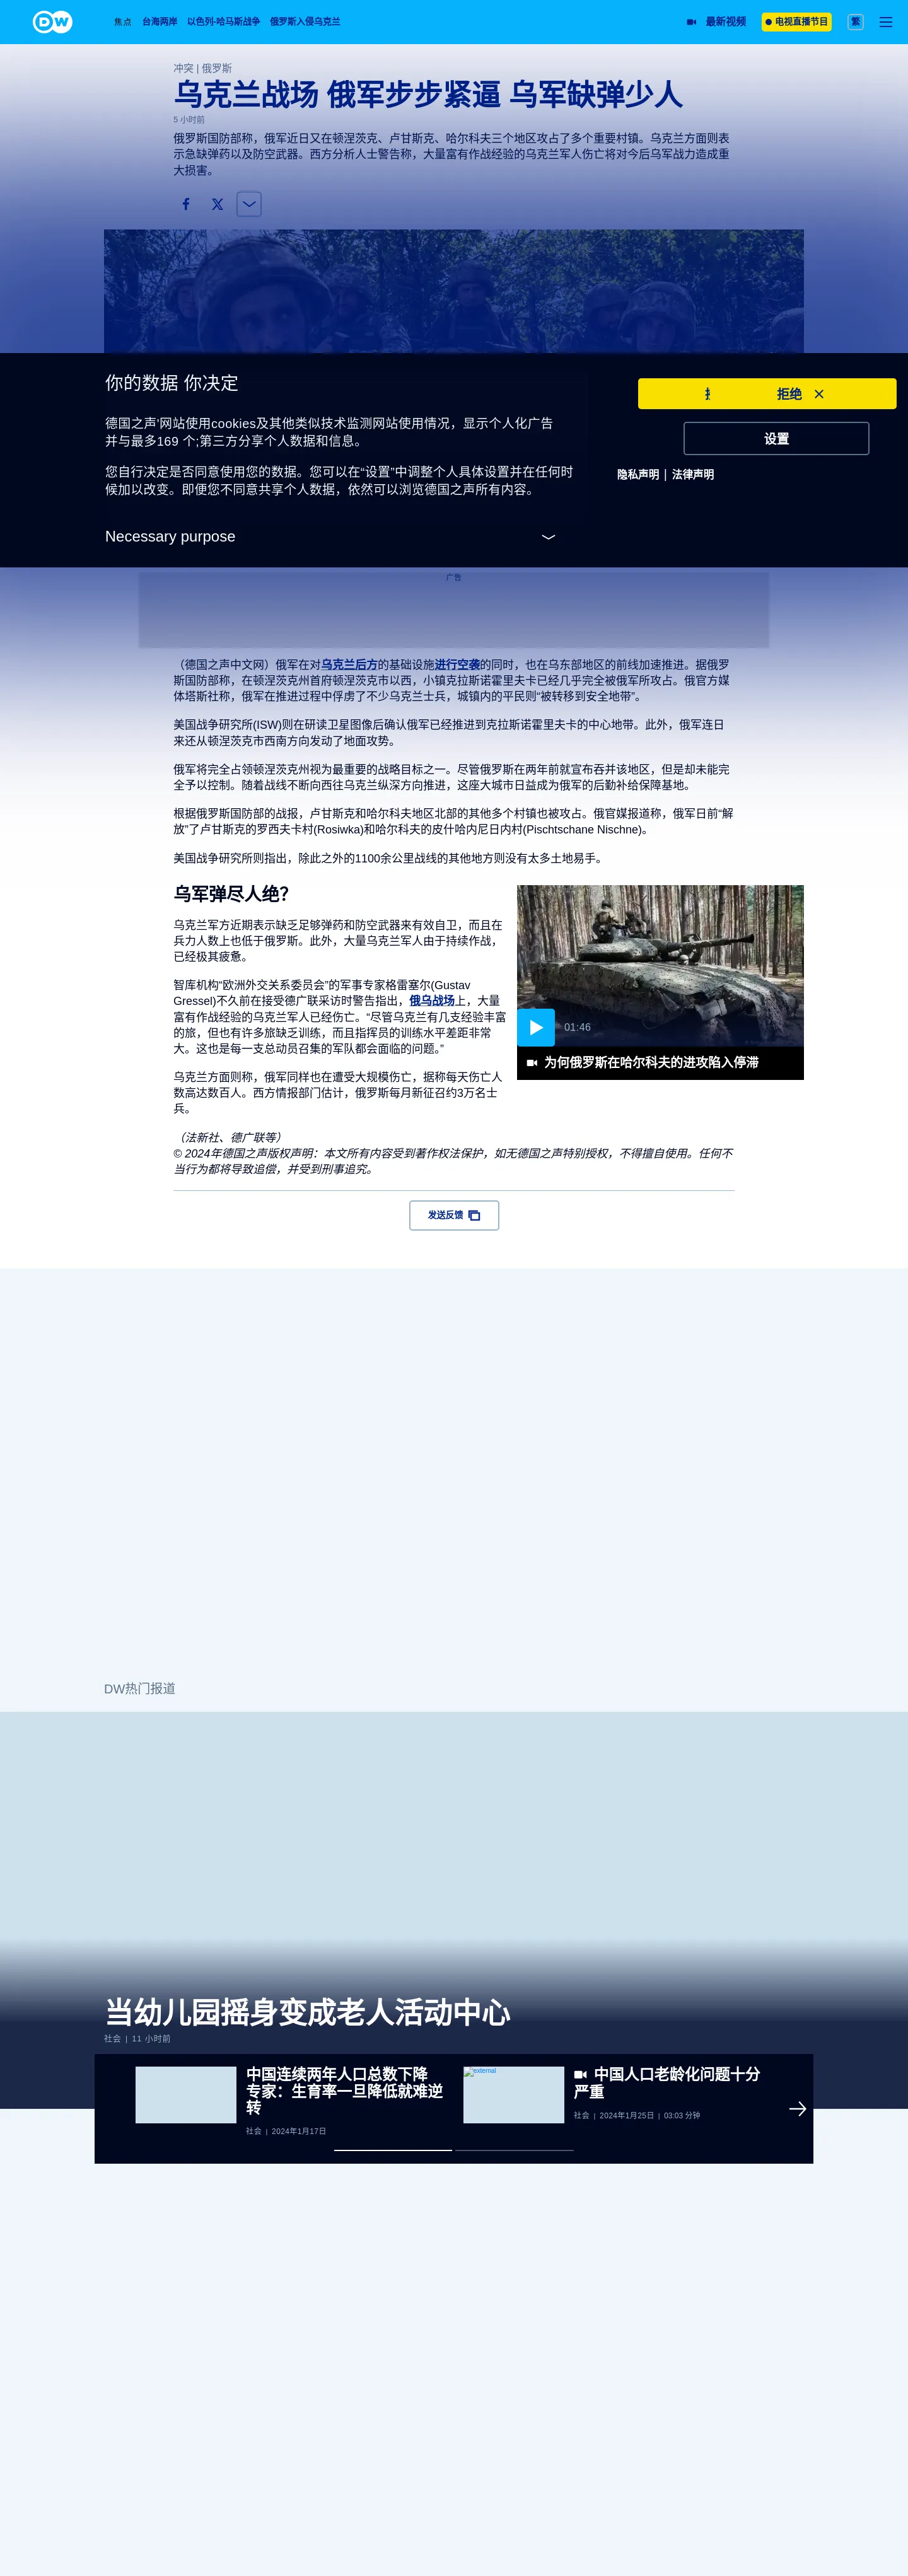 DW
焦点 台海两岸 以色列-哈马斯战争 俄罗斯入侵乌克兰 最新视频 电视直播节目 繁
冲突 | 俄罗斯
乌克兰战场 俄军步步紧逼 乌军缺弹少人
5 小时前
俄罗斯国防部称，俄军近日又在顿涅茨克、卢甘斯克、哈尔科夫三个地区攻占了多个重要村镇。乌克兰方面则表
示急缺弹药以及防空武器。西方分析人士警告称，大量富有作战经验的乌克兰军人伤亡将对今后乌军战力造成重
大损害。
你的数据 你决定
德国之声'网站使用cookies及其他类似技术监测网站使用情况，显示个人化广告
并与最多169 个;第三方分享个人数据和信息。
您自行决定是否同意使用您的数据。您可以在“设置”中调整个人具体设置并在任何时
候加以改变。即便您不同意共享个人数据，依然可以浏览德国之声所有内容。
Necessary purpose
拒绝
设置
隐私声明 | 法律声明
广告
（德国之声中文网）俄军在对乌克兰后方的基础设施进行空袭的同时，也在乌东部地区的前线加速推进。据俄罗
斯国防部称，在顿涅茨克州首府顿涅茨克市以西，小镇克拉斯诺霍里夫卡已经几乎完全被俄军所攻占。俄官方媒
体塔斯社称，俄军在推进过程中俘虏了不少乌克兰士兵，城镇内的平民则“被转移到安全地带”。
美国战争研究所(ISW)则在研读卫星图像后确认俄军已经推进到克拉斯诺霍里夫卡的中心地带。此外，俄军连日
来还从顿涅茨克市西南方向发动了地面攻势。
俄军将完全占领顿涅茨克州视为最重要的战略目标之一。尽管俄罗斯在两年前就宣布吞并该地区，但是却未能完
全予以控制。随着战线不断向西往乌克兰纵深方向推进，这座大城市日益成为俄军的后勤补给保障基地。
根据俄罗斯国防部的战报，卢甘斯克和哈尔科夫地区北部的其他多个村镇也被攻占。俄官媒报道称，俄军日前“解
放”了卢甘斯克的罗西夫卡村(Rosiwka)和哈尔科夫的皮什哈内尼日内村(Pischtschane Nischne)。
美国战争研究所则指出，除此之外的1100余公里战线的其他地方则没有太多土地易手。
乌军弹尽人绝？
乌克兰军方近期表示缺乏足够弹药和防空武器来有效自卫，而且在
兵力人数上也低于俄罗斯。此外，大量乌克兰军人由于持续作战，
已经极其疲惫。
智库机构“欧洲外交关系委员会”的军事专家格雷塞尔(Gustav
Gressel)不久前在接受德广联采访时警告指出，俄乌战场上，大量
富有作战经验的乌克兰军人已经伤亡。“尽管乌克兰有几支经验丰富
的旅，但也有许多旅缺乏训练，而且指挥员的训练水平差距非常
大。这也是每一支总动员召集的军队都会面临的问题。”
乌克兰方面则称，俄军同样也在遭受大规模伤亡，据称每天伤亡人
数高达数百人。西方情报部门估计，俄罗斯每月新征召约3万名士
兵。
01:46
为何俄罗斯在哈尔科夫的进攻陷入停滞
（法新社、德广联等）
© 2024年德国之声版权声明：本文所有内容受到著作权法保护，如无德国之声特别授权，不得擅自使用。任何不
当行为都将导致追偿，并受到刑事追究。
发送反馈
DW热门报道
当幼儿园摇身变成老人活动中心
社会 | 11 小时前
中国连续两年人口总数下降
专家：生育率一旦降低就难逆
转
社会 | 2024年1月17日
external
中国人口老龄化问题十分
严重
社会 | 2024年1月25日 | 03:03 分钟